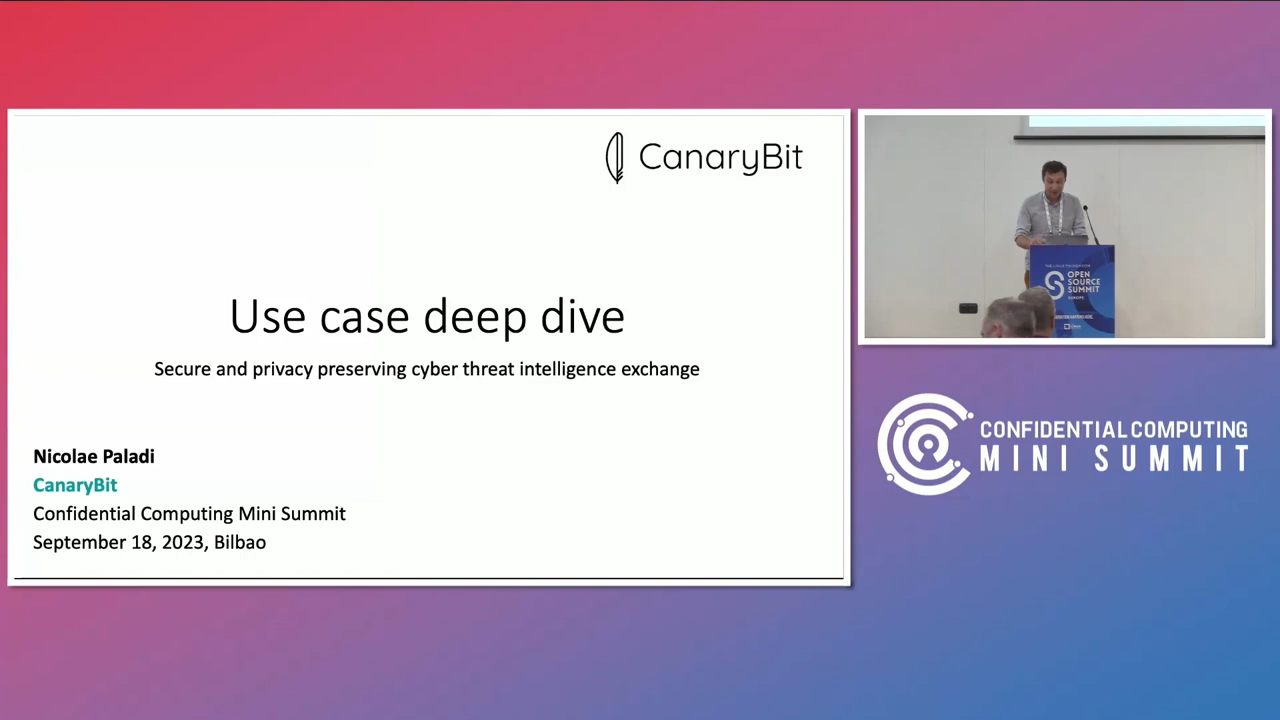 CanaryBit
Use case deep dive
Secure and privacy preserving cyber threat intelligence exchange
Nicolae Paladi
CanaryBit
Confidential Computing Mini Summit
September 18, 2023, Bilbao
OPEN
SOURCE
SUMMIT
EUROPE
CONFIDENTIAL COMPUTING
MINI SUMMIT